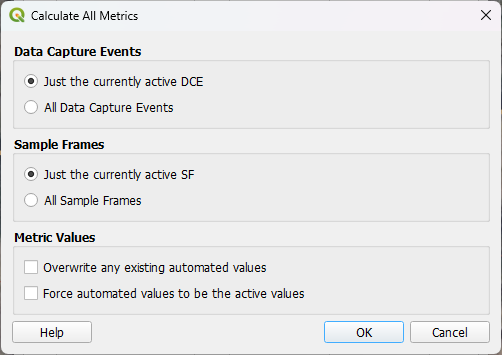 Calculate All Metrics
Data Capture Events
Just the currently active DCE
All Data Capture Events
Sample Frames
Just the currently active SF
All Sample Frames
Metric Values
Overwrite any existing automated values
Force automated values to be the active values
Help OK Cancel